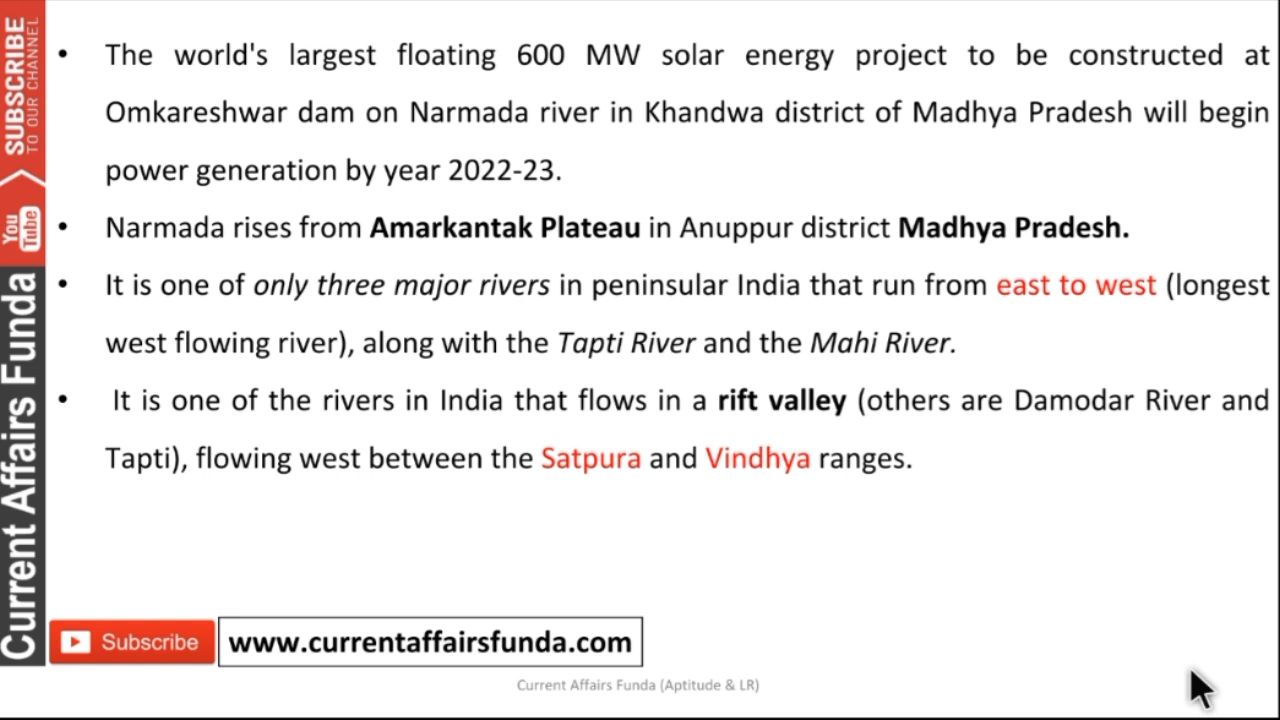 • The world's largest floating 600 MW solar energy project to be constructed at
Omkareshwar dam on Narmada river in Khandwa district of Madhya Pradesh will begin
power generation by year 2022-23.
• Narmada rises from Amarkantak Plateau in Anuppur district Madhya Pradesh.
• It is one of only three major rivers in peninsular India that run from east to west (longest
west flowing river), along with the Tapti River and the Mahi River.
• It is one of the rivers in India that flows in a rift valley (others are Damodar River and
Tapti), flowing west between the Satpura and Vindhya ranges.
SUBSCRIBE
TO OUR CHANNEL
You
Tube
Current Affairs Funda
Subscribe
www.currentaffairsfunda.com
Current Affairs Funda (Aptitude & LR)